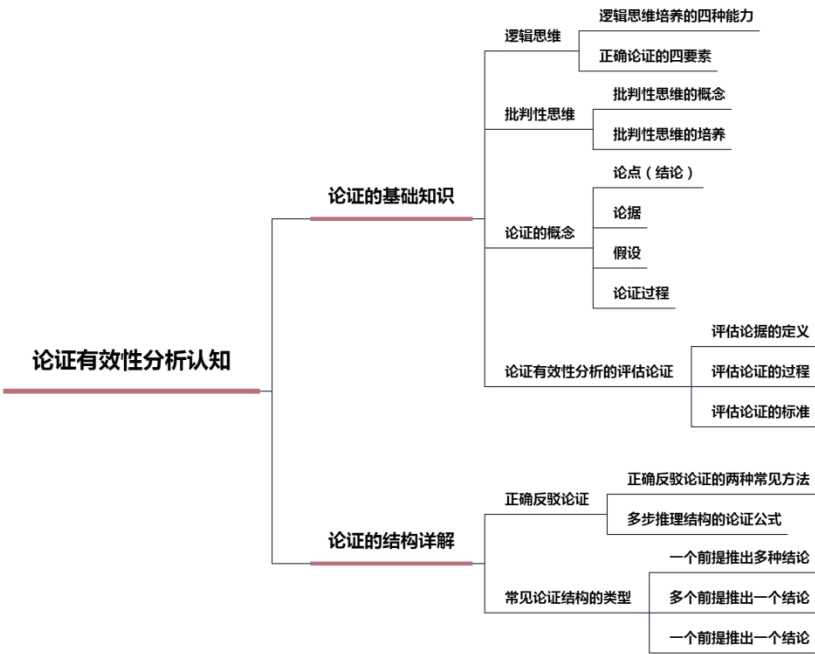 论证有效性分析认知
论证的基础知识
逻辑思维
逻辑思维培养的四种能力
正确论证的四要素
批判性思维
批判性思维的概念
批判性思维的培养
论证的概念
论点（结论）
论据
假设
论证过程
论证有效性分析的评估论证
评估论据的定义
评估论证的过程
评估论证的标准
论证的结构详解
正确反驳论证
正确反驳论证的两种常见方法
多步推理结构的论证公式
常见论证结构的类型
一个前提推出多种结论
多个前提推出一个结论
一个前提推出一个结论